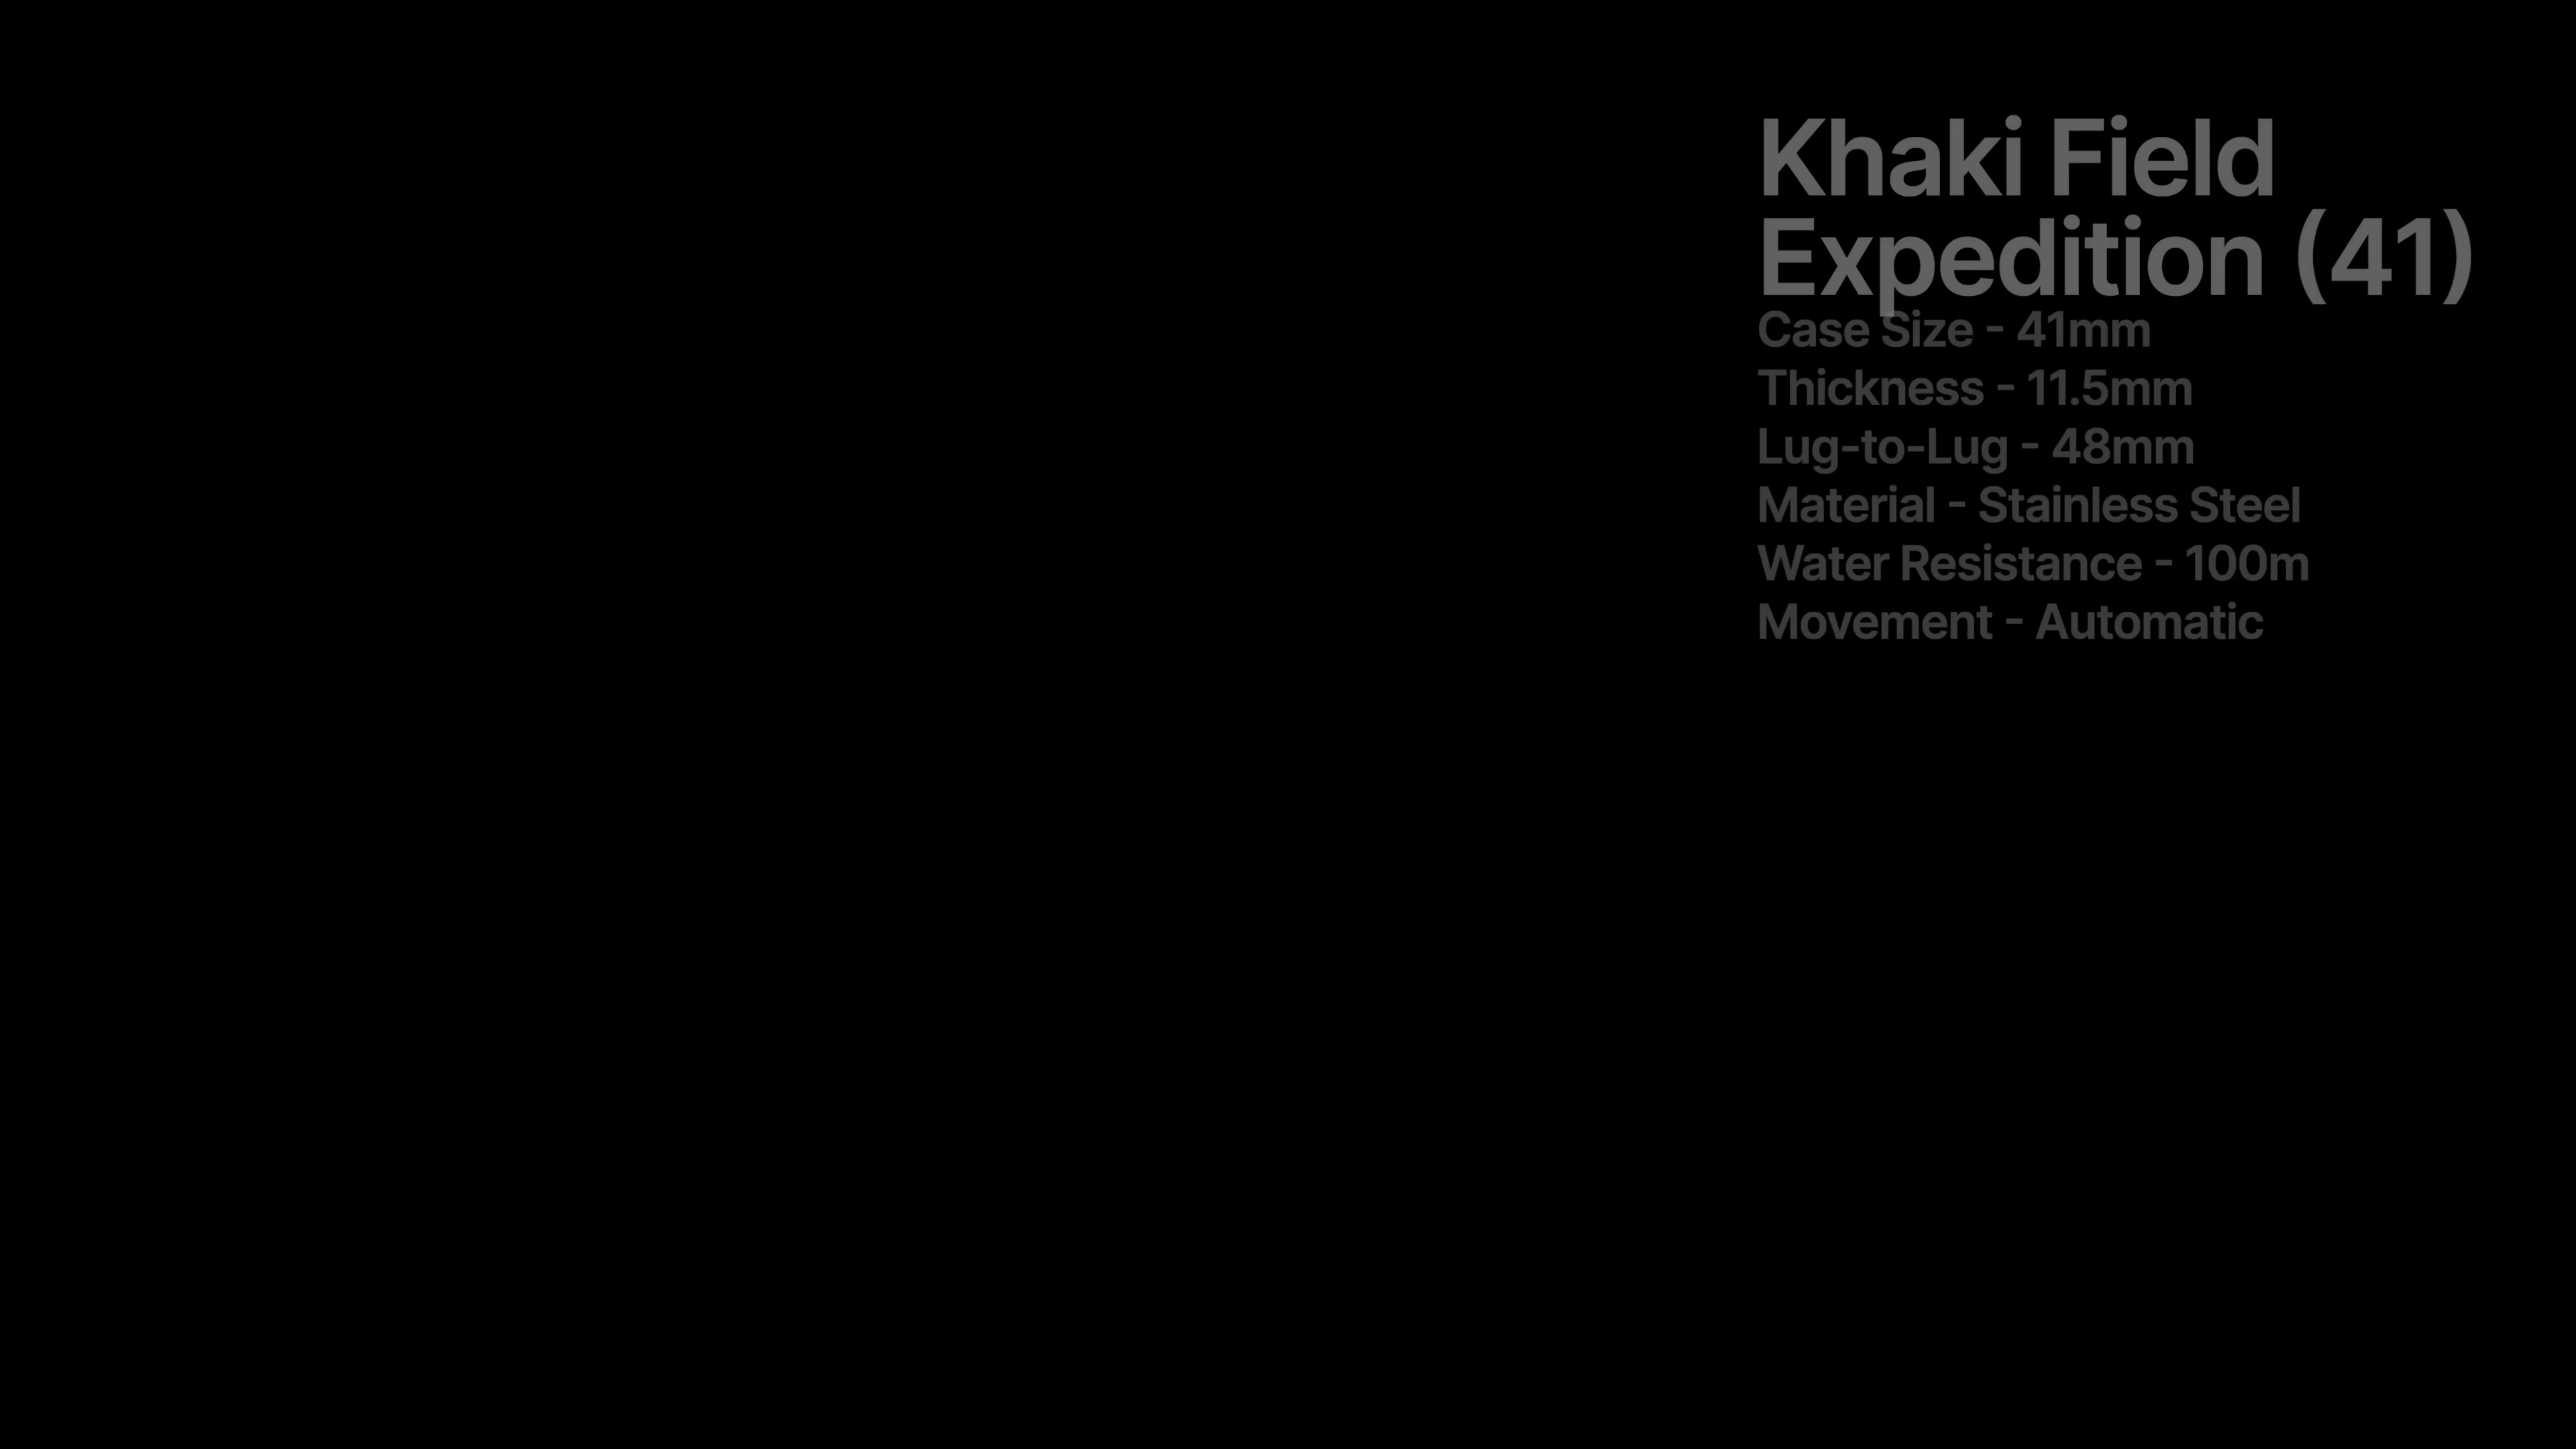 Khaki Field
Expedition (41)
Case Size - 41mm
Thickness - 11.5mm
Lug-to-Lug - 48mm
Material - Stainless Steel
Water Resistance - 100m
Movement - Automatic